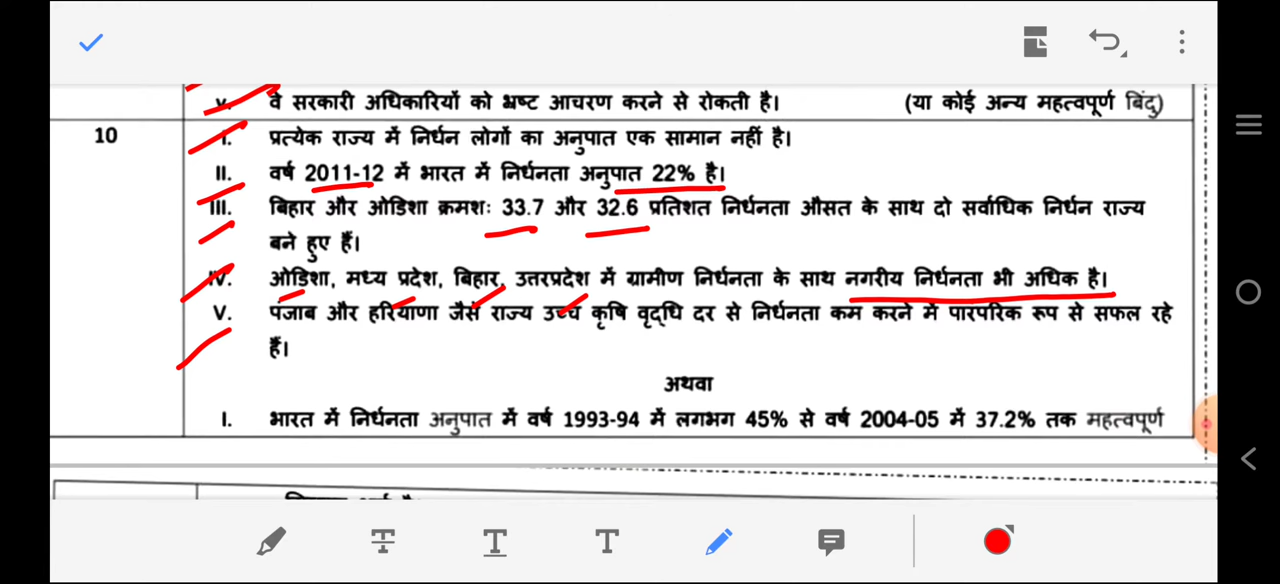 v. वे सरकारी अधिकारियों को भ्रष्ट आचरण करने से रोकती है। (या कोई अन्य महत्वपूर्ण बिंदु)
10 I. प्रत्येक राज्य में निर्धन लोगों का अनुपात एक सामान नहीं है।
II. वर्ष 2011-12 में भारत में निर्धनता अनुपात 22% है।
III. बिहार और ओडिशा क्रमशः 33.7 और 32.6 प्रतिशत निर्धनता औसत के साथ दो सर्वाधिक निर्धन राज्य
बने हुए हैं।
IV. ओडिशा, मध्य प्रदेश, बिहार, उत्तरप्रदेश में ग्रामीण निर्धनता के साथ नगरीय निर्धनता भी अधिक है।
V. पंजाब और हरियाणा जैसे राज्य उच्च कृषि वृद्धि दर से निर्धनता कम करने में पारंपरिक रूप से सफल रहे
हैं।
अथवा
I. भारत में निर्धनता अनुपात में वर्ष 1993-94 में लगभग 45% से वर्ष 2004-05 में 37.2% तक महत्वपूर्ण